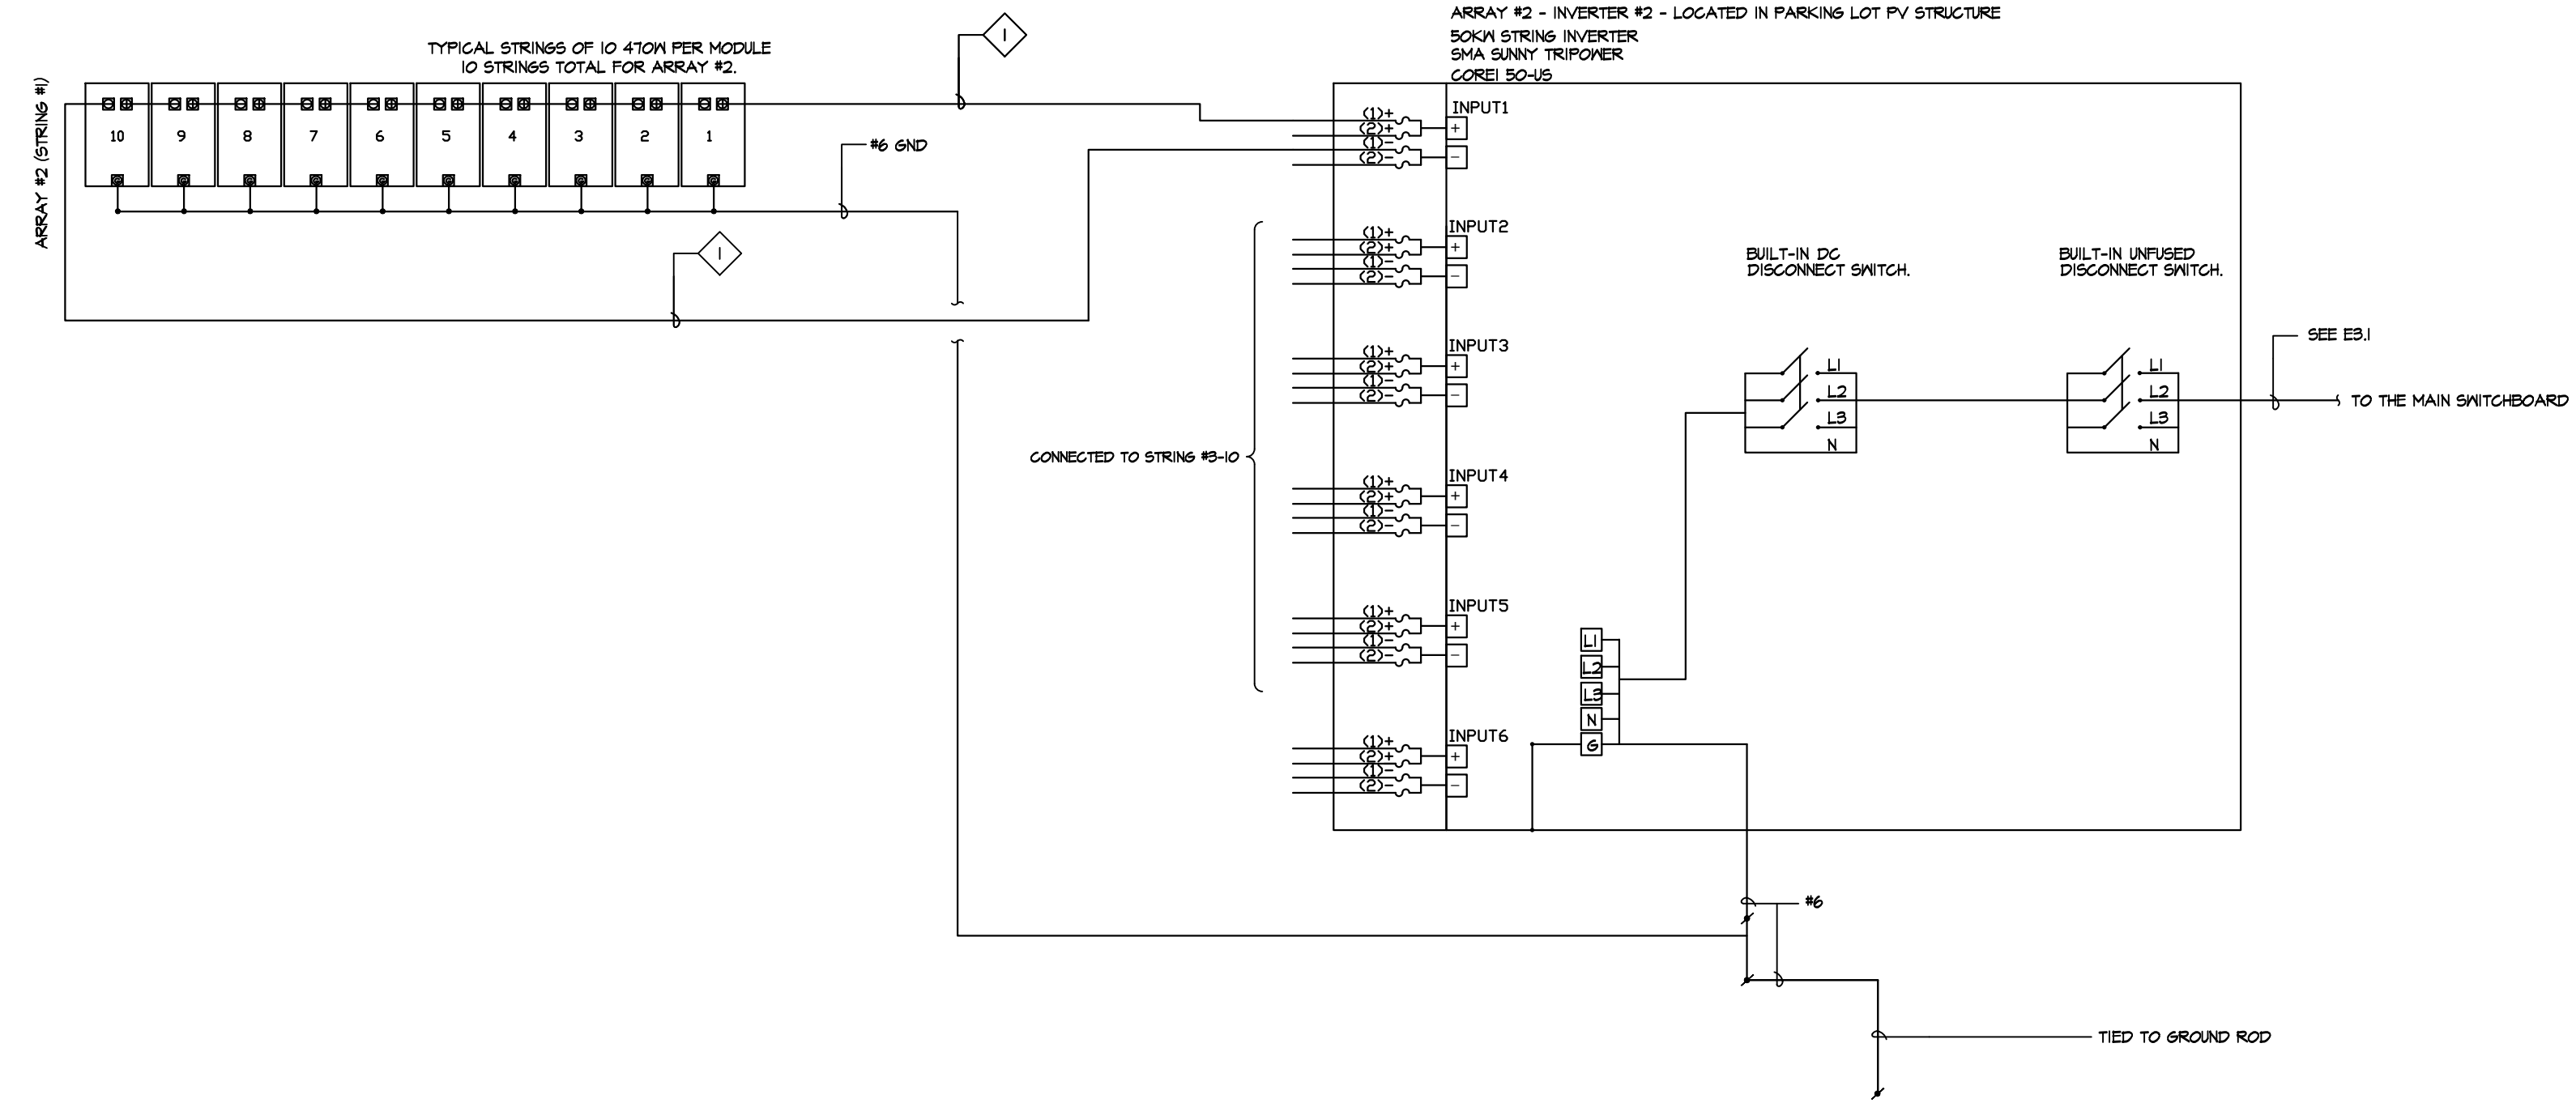 ARRAY #2 - INVERTER #2 - LOCATED IN PARKING LOT PV STRUCTURE
50KW STRING INVERTER
SMA SUNNY TRIPOWER
CORE1 50-US
TYPICAL STRINGS OF 10 470W PER MODULE
10 STRINGS TOTAL FOR ARRAY #2.
1
ARRAY #2 (STRING #1)
10 9 8 7 6 5 4 3 2 1
G G G G G G G G G G
#6 GND
1
INPUT1
(1)+
(2)+
(1)-
(2)-
+
-
INPUT2
(1)+
(2)+
(1)-
(2)-
+
-
INPUT3
(1)+
(2)+
(1)-
(2)-
+
-
CONNECTED TO STRING #3-10
INPUT4
(1)+
(2)+
(1)-
(2)-
+
-
INPUT5
(1)+
(2)+
(1)-
(2)-
+
-
INPUT6
(1)+
(2)+
(1)-
(2)-
+
-
BUILT-IN DC
DISCONNECT SWITCH.
L1
L2
L3
N
BUILT-IN UNFUSED
DISCONNECT SWITCH.
L1
L2
L3
N
SEE E3.1
TO THE MAIN SWITCHBOARD
L1
L2
L3
N
G
#6
TIED TO GROUND ROD